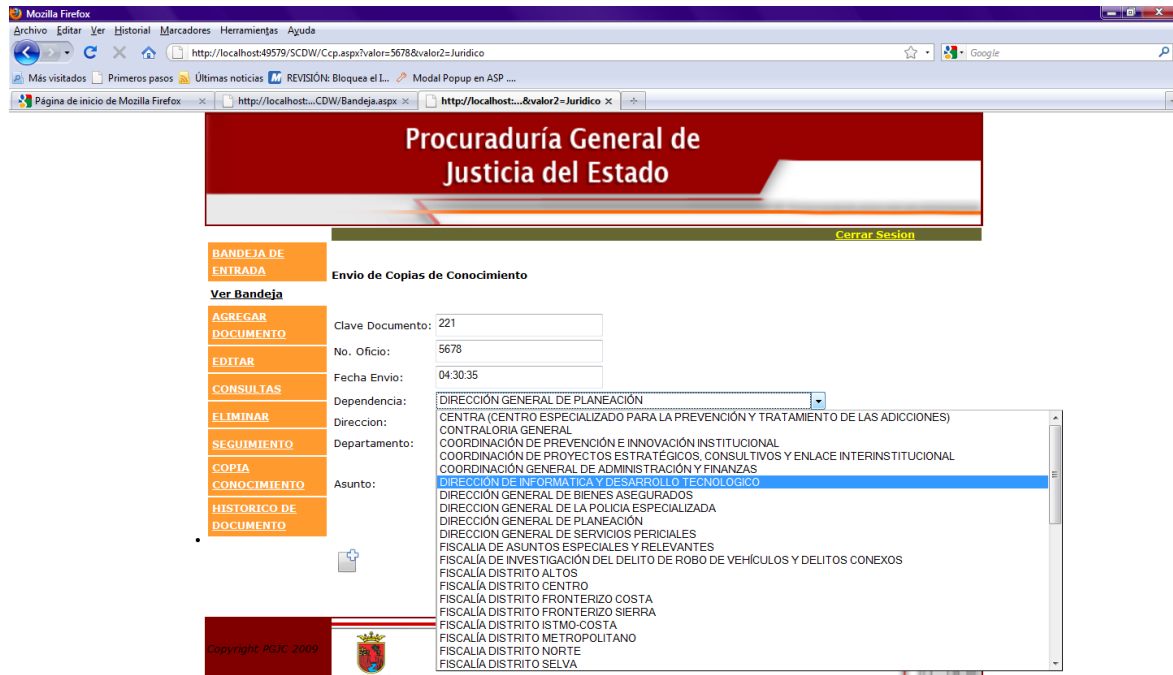 Mozilla Firefox
Archivo Editar Ver Historial Marcadores Herramientas Ayuda
http://localhost:49579/SCDW/Ccp.aspx?valor=5678&valor2=Juridico
Google
Más visitados Primeros pasos Últimas noticias REVISIÓN: Bloquea el I... Modal Popup en ASP ....
Página de inicio de Mozilla Firefox http://localhost:...CDW/Bandeja.aspx http://localhost:...&valor2=Juridico
Procuraduría General de
Justicia del Estado
Cerrar Sesion
BANDEJA DE
ENTRADA
Ver Bandeja
AGREGAR
DOCUMENTO
EDITAR
CONSULTAS
ELIMINAR
SEGUIMIENTO
COPIA
CONOCIMIENTO
HISTORICO DE
DOCUMENTO
Envio de Copias de Conocimiento
Clave Documento: 221
No. Oficio: 5678
Fecha Envio: 04:30:35
Dependencia: DIRECCIÓN GENERAL DE PLANEACIÓN
Direccion:
Departamento:
Asunto:
CENTRA (CENTRO ESPECIALIZADO PARA LA PREVENCIÓN Y TRATAMIENTO DE LAS ADICCIONES)
CONTRALORIA GENERAL
COORDINACIÓN DE PREVENCIÓN E INNOVACIÓN INSTITUCIONAL
COORDINACIÓN DE PROYECTOS ESTRATÉGICOS, CONSULTIVOS Y ENLACE INTERINSTITUCIONAL
COORDINACIÓN GENERAL DE ADMINISTRACIÓN Y FINANZAS
DIRECCIÓN DE INFORMATICA Y DESARROLLO TECNOLOGICO
DIRECCIÓN GENERAL DE BIENES ASEGURADOS
DIRECCION GENERAL DE LA POLICIA ESPECIALIZADA
DIRECCIÓN GENERAL DE PLANEACIÓN
DIRECCION GENERAL DE SERVICIOS PERICIALES
FISCALIA DE ASUNTOS ESPECIALES Y RELEVANTES
FISCALÍA DE INVESTIGACIÓN DEL DELITO DE ROBO DE VEHÍCULOS Y DELITOS CONEXOS
FISCALÍA DISTRITO ALTOS
FISCALÍA DISTRITO CENTRO
FISCALÍA DISTRITO FRONTERIZO COSTA
FISCALÍA DISTRITO FRONTERIZO SIERRA
FISCALÍA DISTRITO ISTMO-COSTA
FISCALÍA DISTRITO METROPOLITANO
FISCALIA DISTRITO NORTE
FISCALÍA DISTRITO SELVA
Copyright PGJC 2009